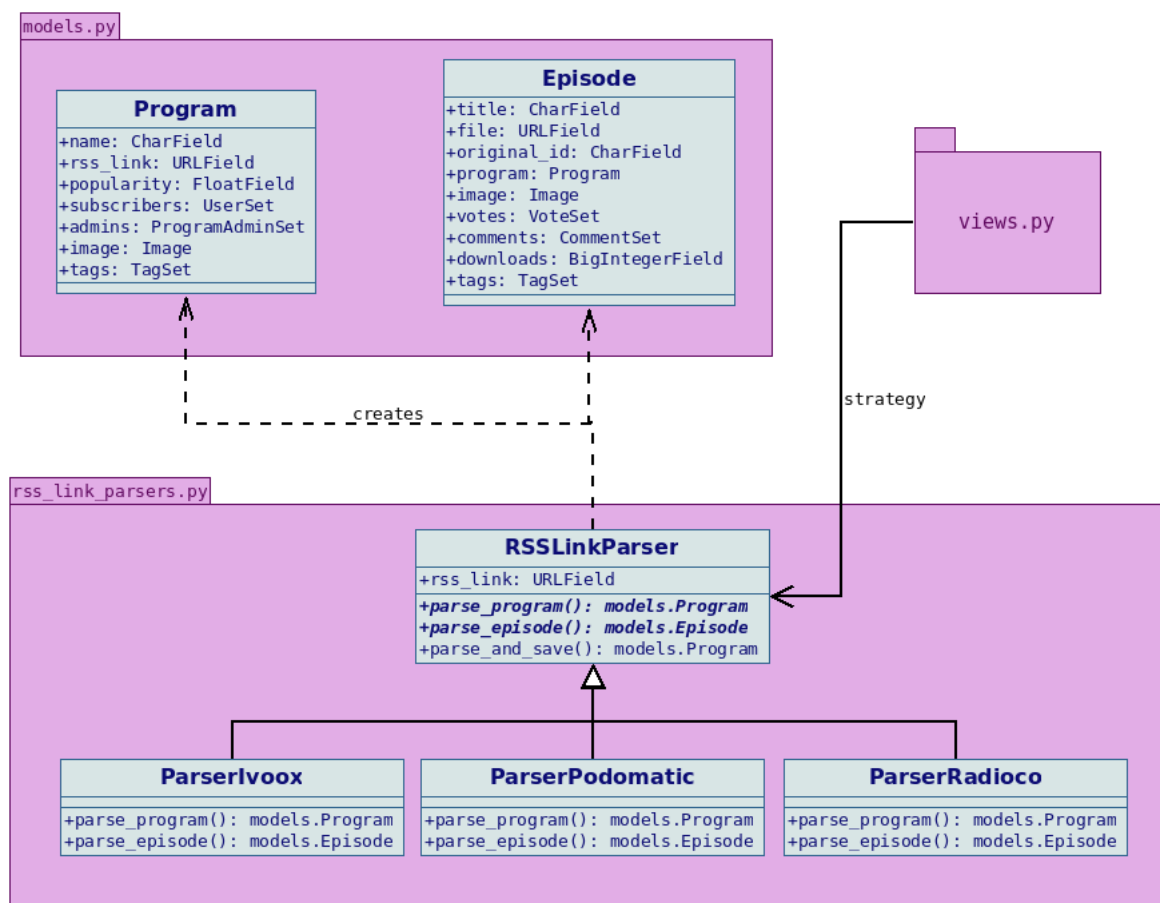 models.py
Program
+name: CharField
+rss_link: URLField
+popularity: FloatField
+subscribers: UserSet
+admins: ProgramAdminSet
+image: Image
+tags: TagSet
Episode
+title: CharField
+file: URLField
+original_id: CharField
+program: Program
+image: Image
+votes: VoteSet
+comments: CommentSet
+downloads: BigIntegerField
+tags: TagSet
views.py
creates
strategy
rss_link_parsers.py
RSSLinkParser
+rss_link: URLField
+parse_program(): models.Program
+parse_episode(): models.Episode
+parse_and_save(): models.Program
ParserIvoox
+parse_program(): models.Program
+parse_episode(): models.Episode
ParserPodomatic
+parse_program(): models.Program
+parse_episode(): models.Episode
ParserRadioco
+parse_program(): models.Program
+parse_episode(): models.Episode